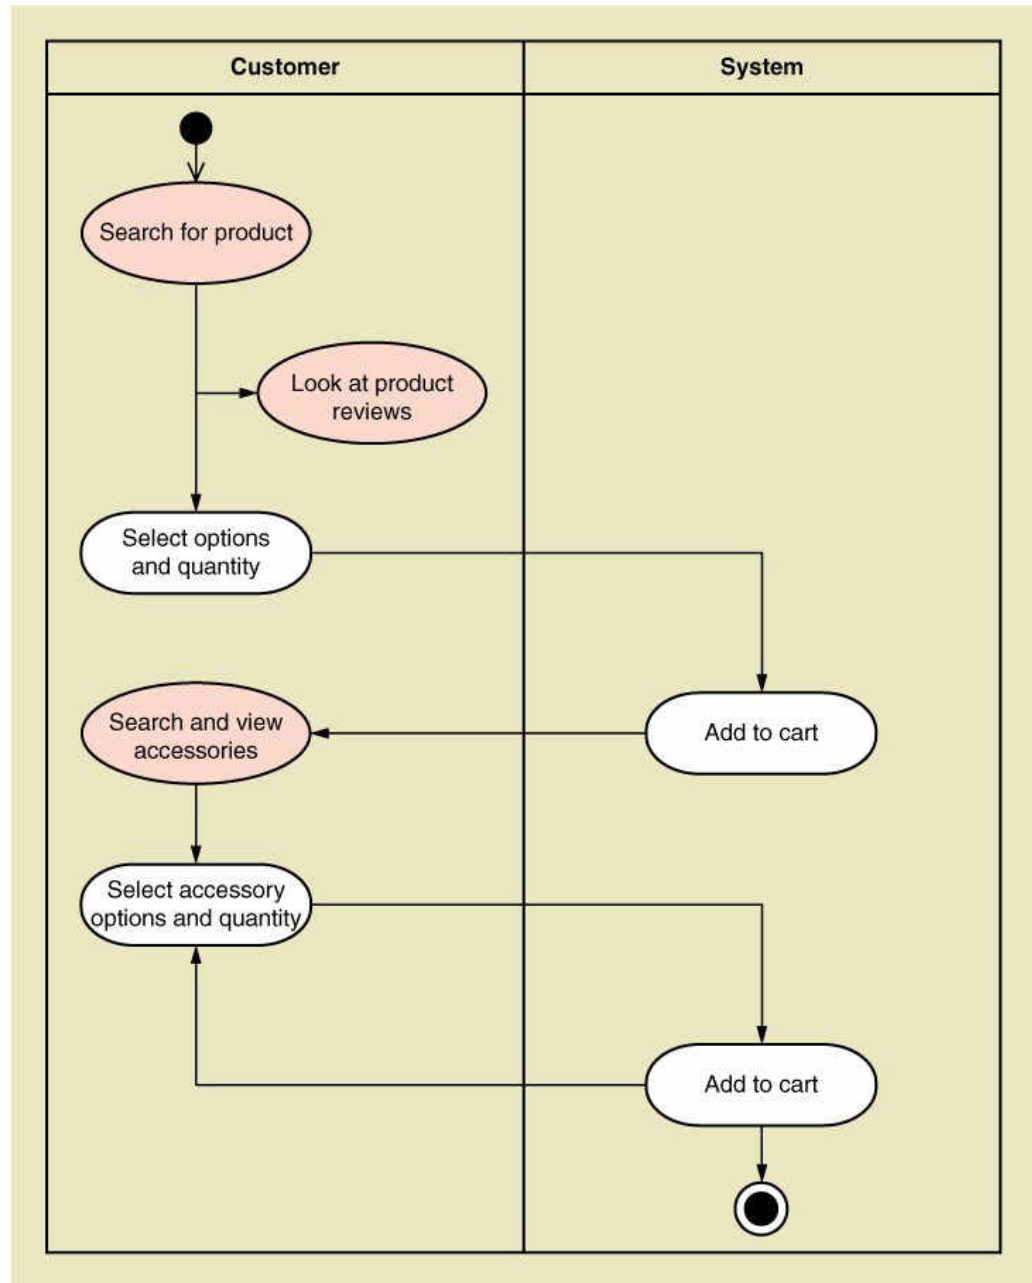 Customer
System
Search for product
Look at product
reviews
Select options
and quantity
Search and view
accessories
Add to cart
Select accessory
options and quantity
Add to cart